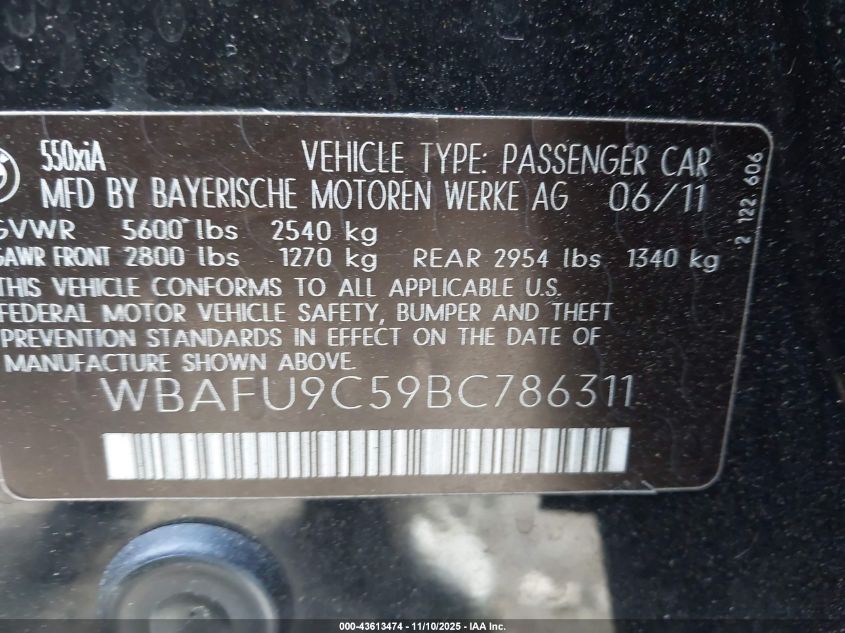 550xiA VEHICLE TYPE: PASSENGER CAR
MFD BY BAYERISCHE MOTOREN WERKE AG 06/11
GVWR 5600 lbs 2540 kg
GAWR FRONT 2800 lbs 1270 kg REAR 2954 lbs 1340 kg
THIS VEHICLE CONFORMS TO ALL APPLICABLE U.S.
FEDERAL MOTOR VEHICLE SAFETY, BUMPER AND THEFT
PREVENTION STANDARDS IN EFFECT ON THE DATE OF
MANUFACTURE SHOWN ABOVE.
WBAFU9C59BC786311
2 122 606
000-43613474 - 11/10/2025 - IAA Inc.